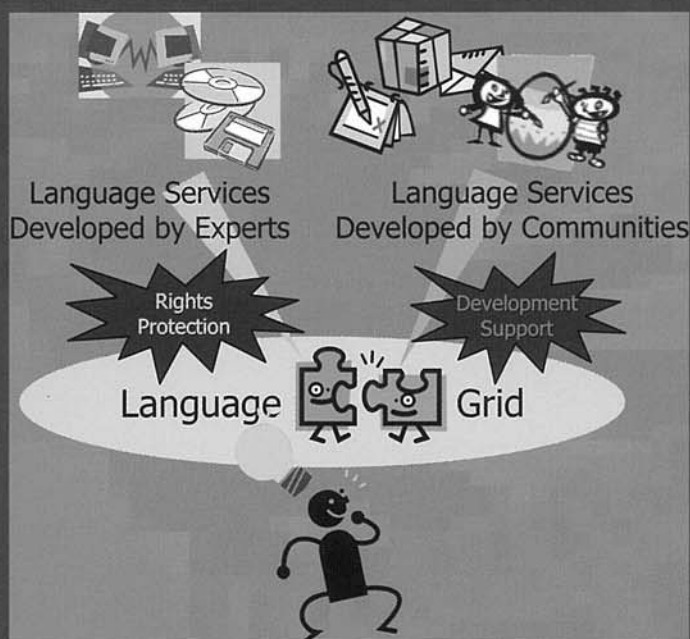 Language Services
Developed by Experts
Language Services
Developed by Communities
Rights
Protection
Development
Support
Language Grid